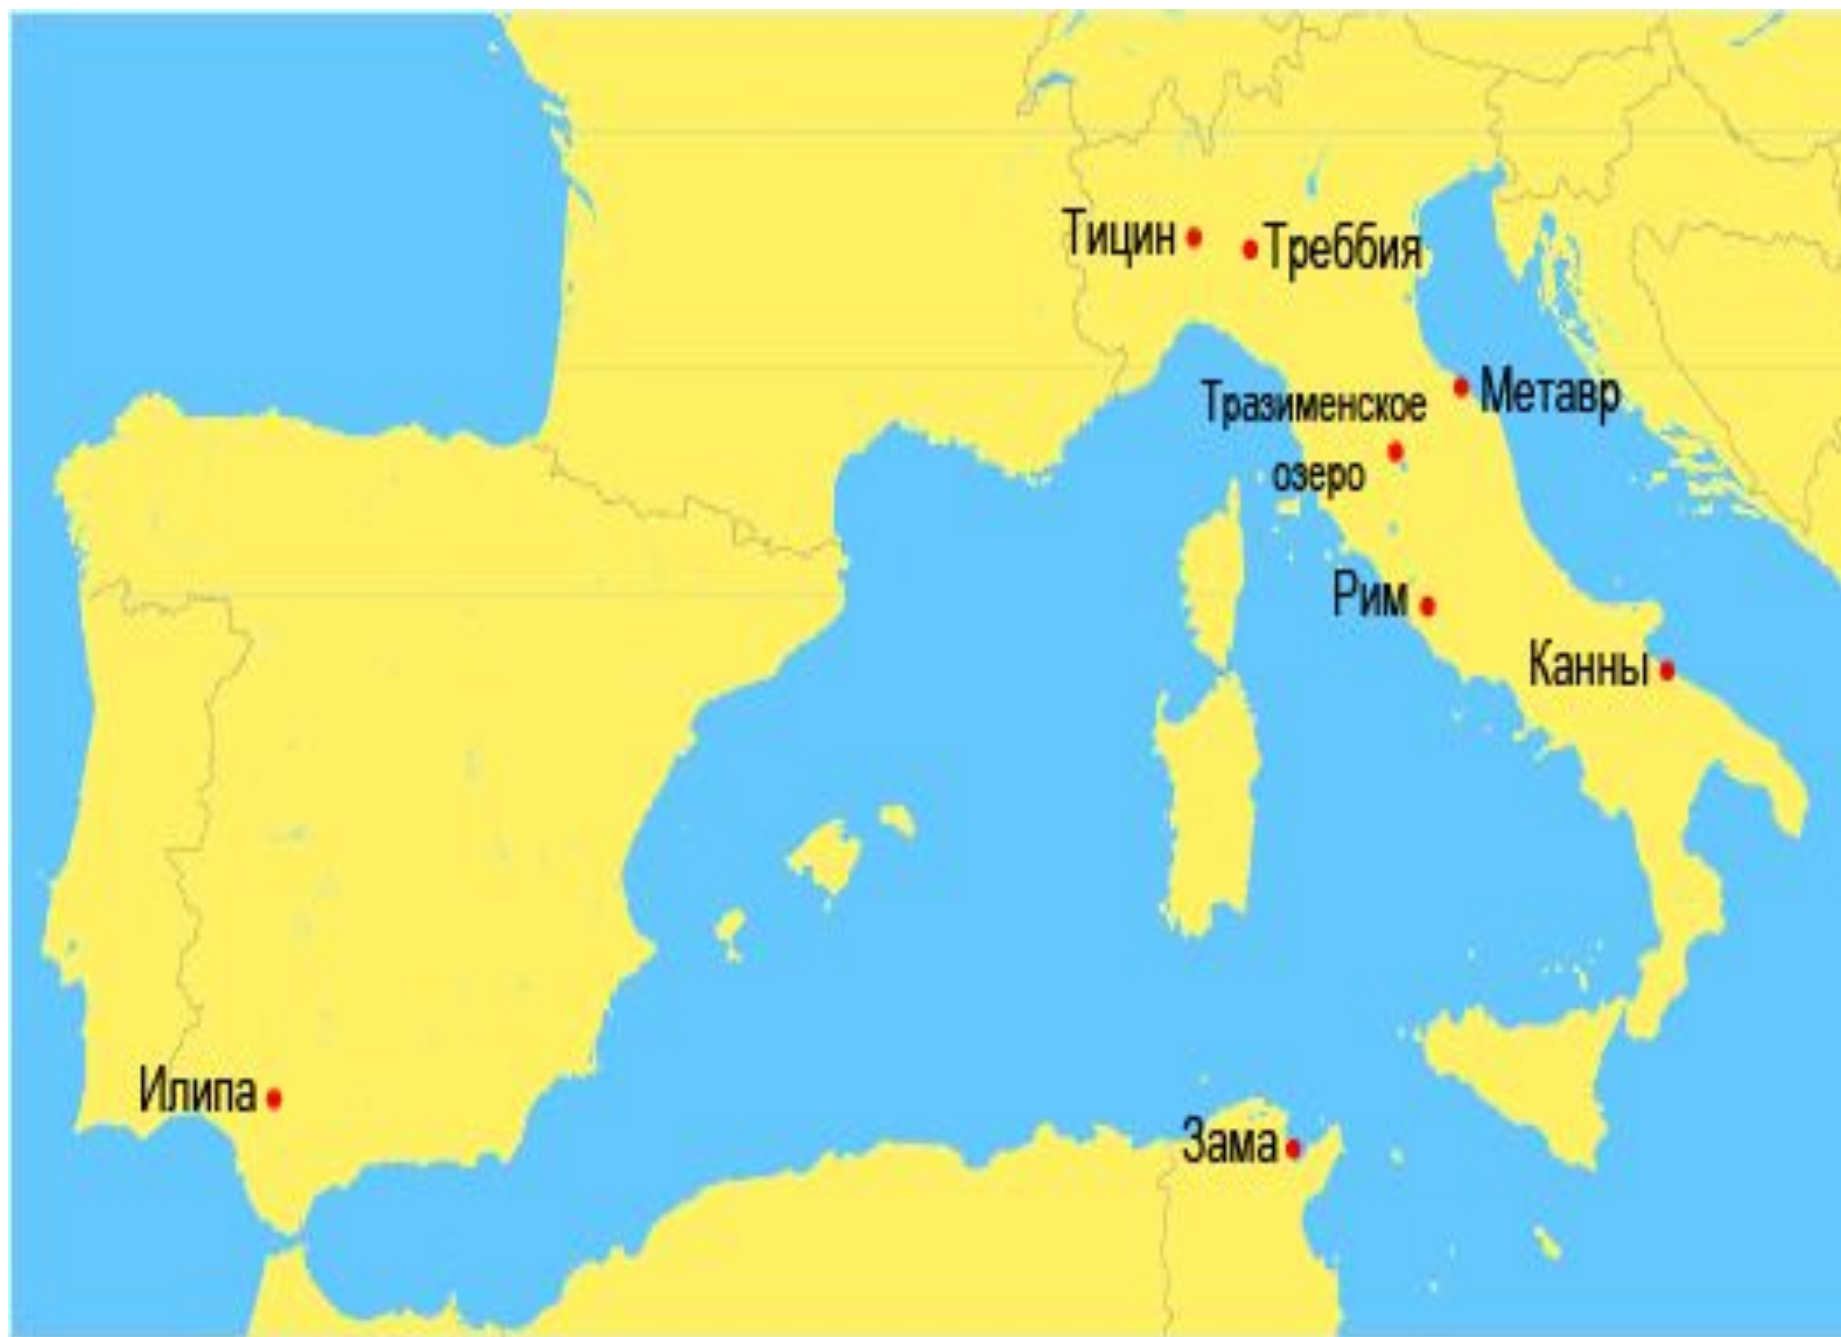 Тицин
Треббия
Тразименское
озеро
Метавр
Рим
Канны
Илипа
Зама